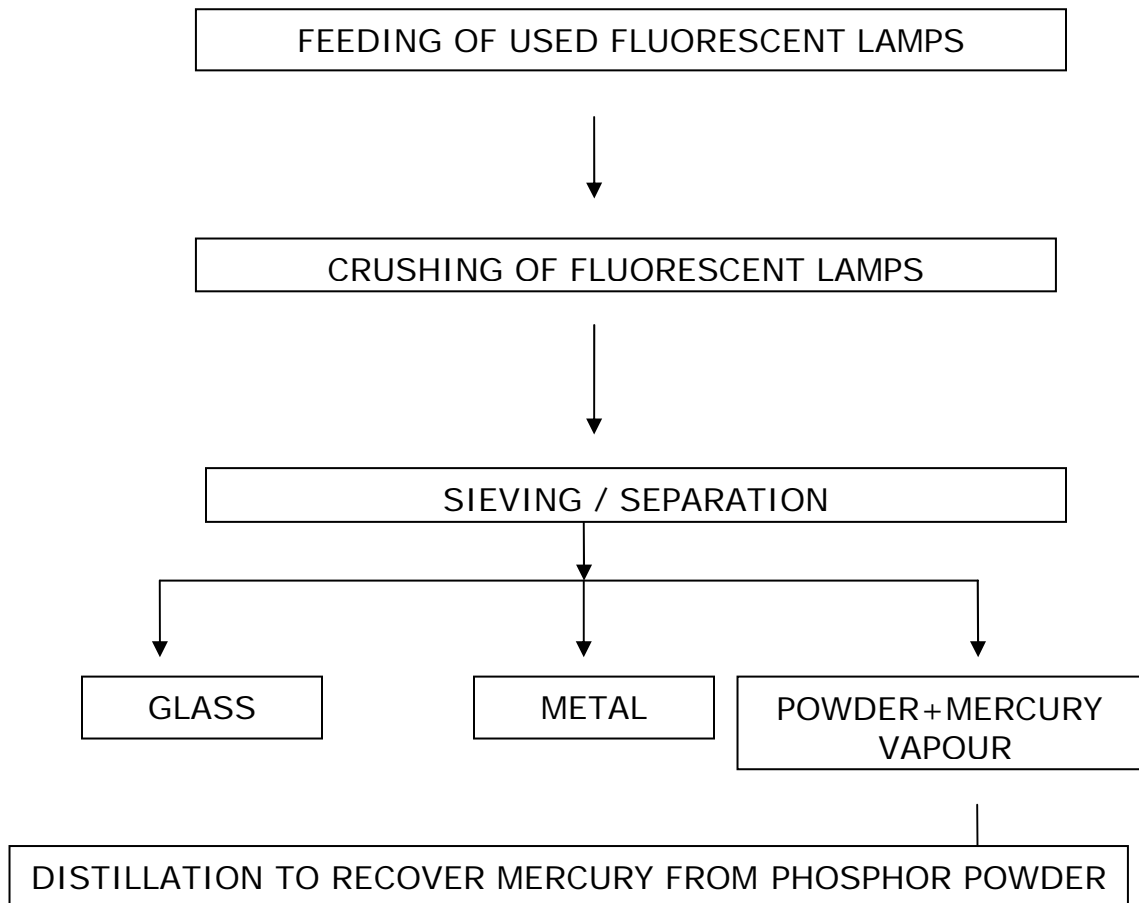 FEEDING OF USED FLUORESCENT LAMPS
CRUSHING OF FLUORESCENT LAMPS
SIEVING / SEPARATION
GLASS
METAL
POWDER+MERCURY
VAPOUR
DISTILLATION TO RECOVER MERCURY FROM PHOSPHOR POWDER